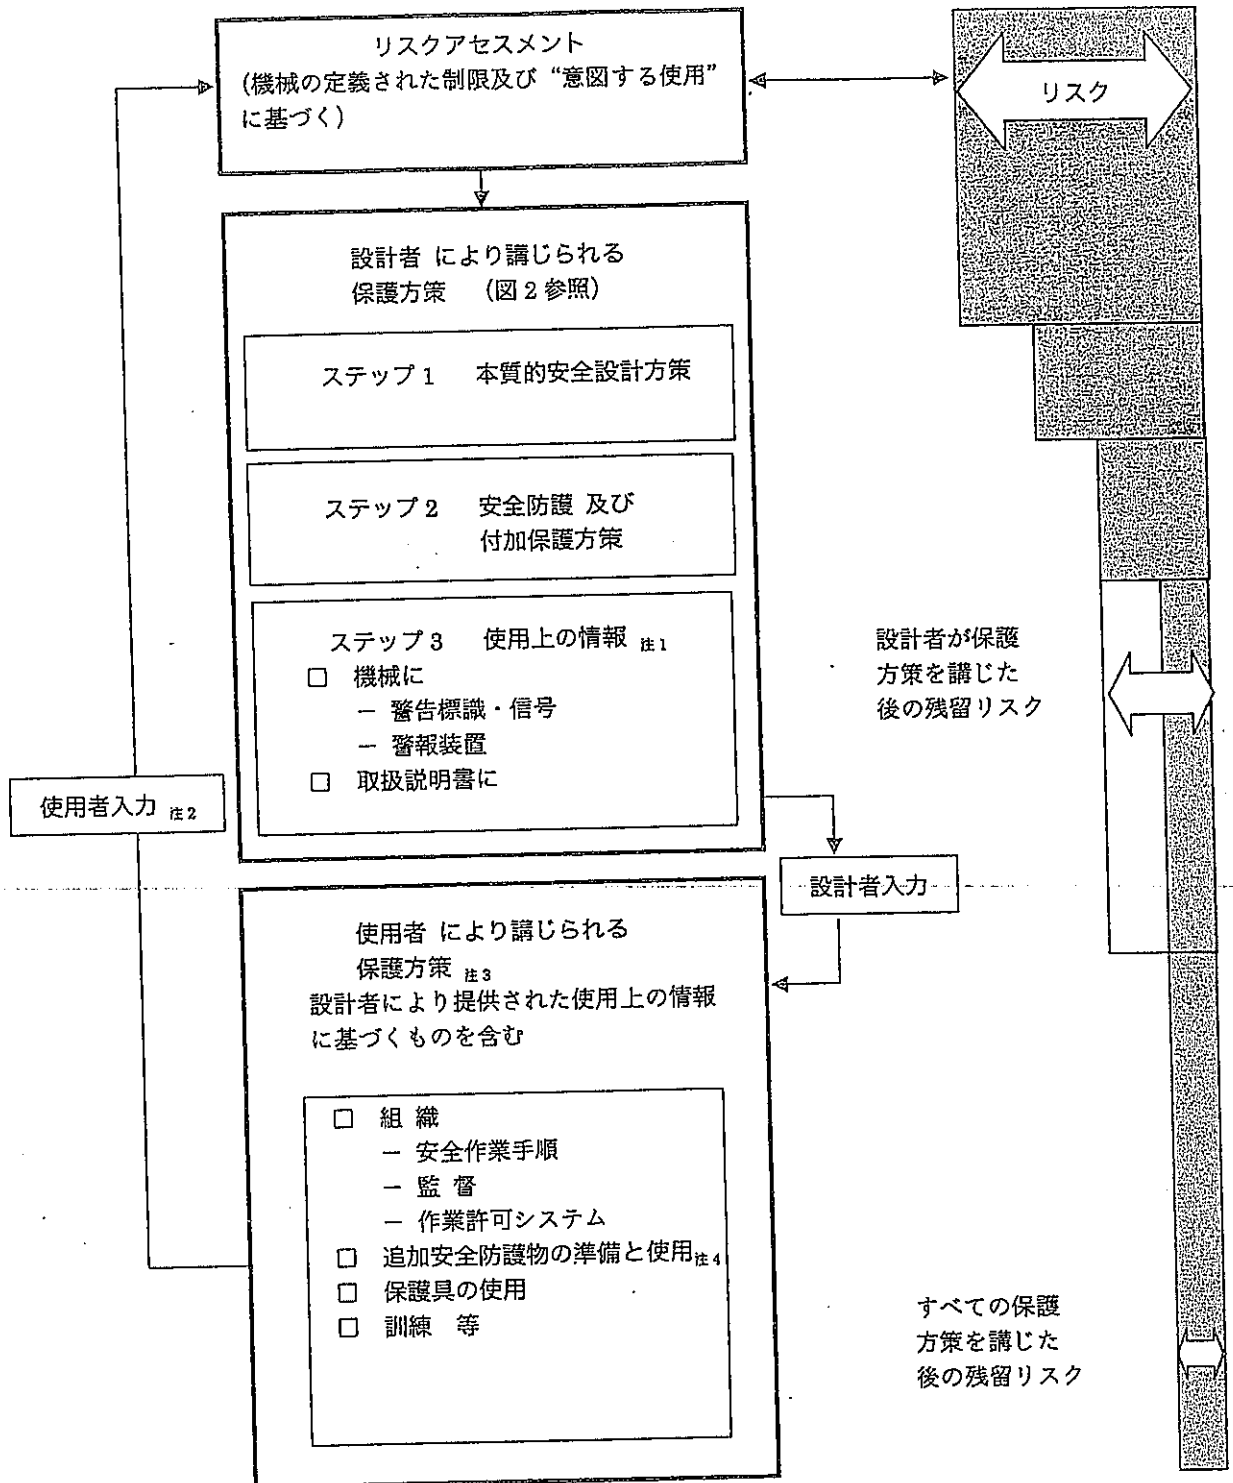 リスクアセスメント
(機械の定義された制限及び “意図する使用”
に基づく)
リスク
設計者 により講じられる
保護方策 (図2参照)
ステップ1 本質的安全設計方策
ステップ2 安全防護 及び
付加保護方策
ステップ3 使用上の情報 注1
□ 機械に
− 警告標識・信号
− 警報装置
□ 取扱説明書に
設計者が保護
方策を講じた
後の残留リスク
使用者入力 注2
設計者入力
使用者 により講じられる
保護方策 注3
設計者により提供された使用上の情報
に基づくものを含む
□ 組 織
− 安全作業手順
− 監 督
− 作業許可システム
□ 追加安全防護物の準備と使用注4
□ 保護具の使用
□ 訓練 等
すべての保護
方策を講じた
後の残留リスク